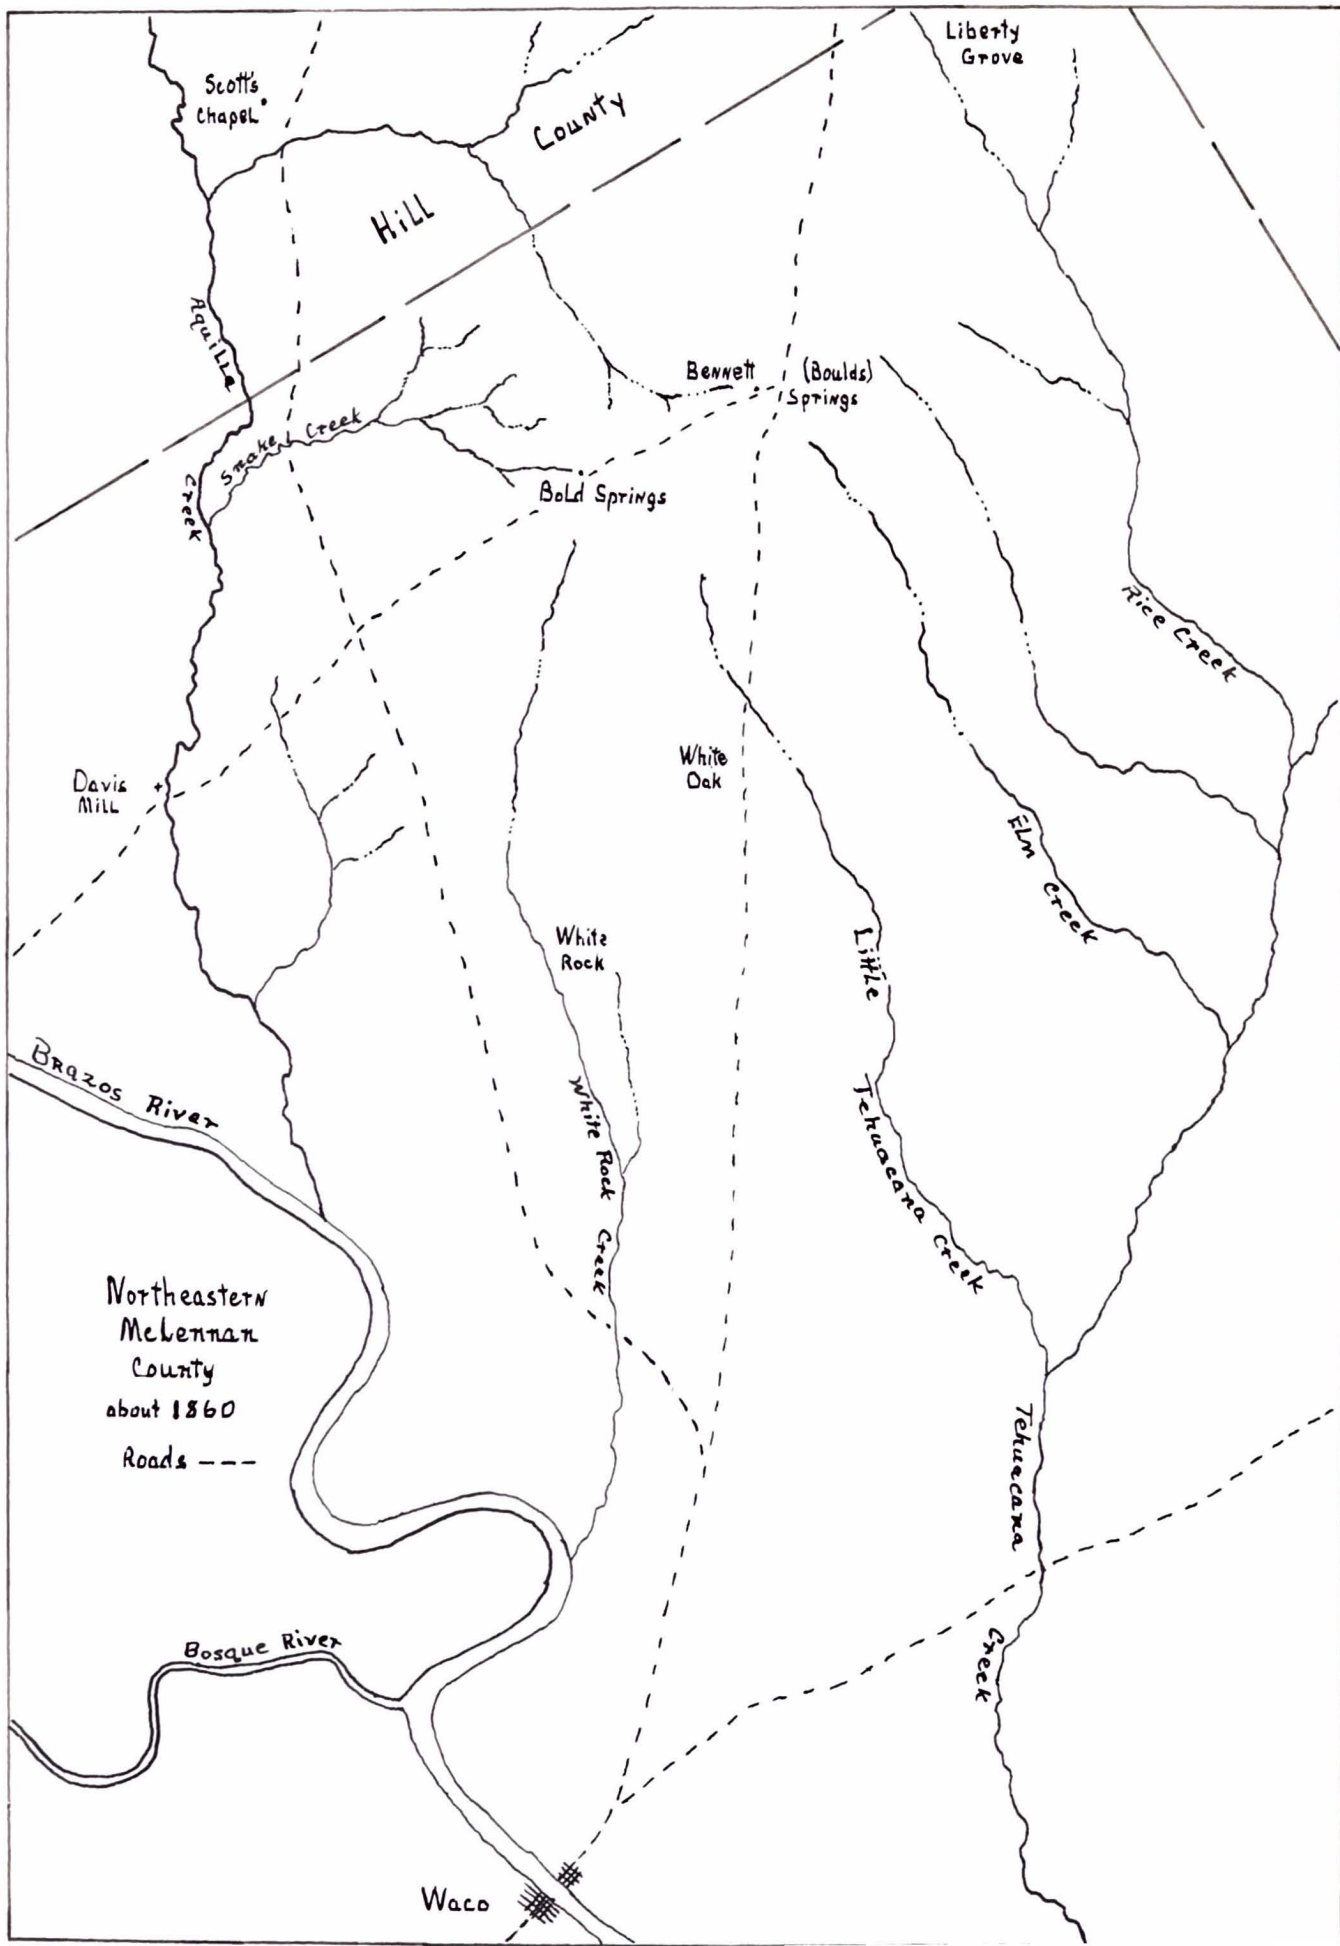 Liberty
Grove
Scott's
Chapel
County
Hill
Aquilla
Creek
Snake Creek
Bennett (Boulds)
Springs
Bold Springs
Rice Creek
White
Oak
Davis
Mill
Elm Creek
White
Rock
Little
Tehuacana Creek
Brazos River
White Rock Creek
Northeastern
McLennan
County
about 1860
Roads ---
Tehuacana
Creek
Bosque River
Waco